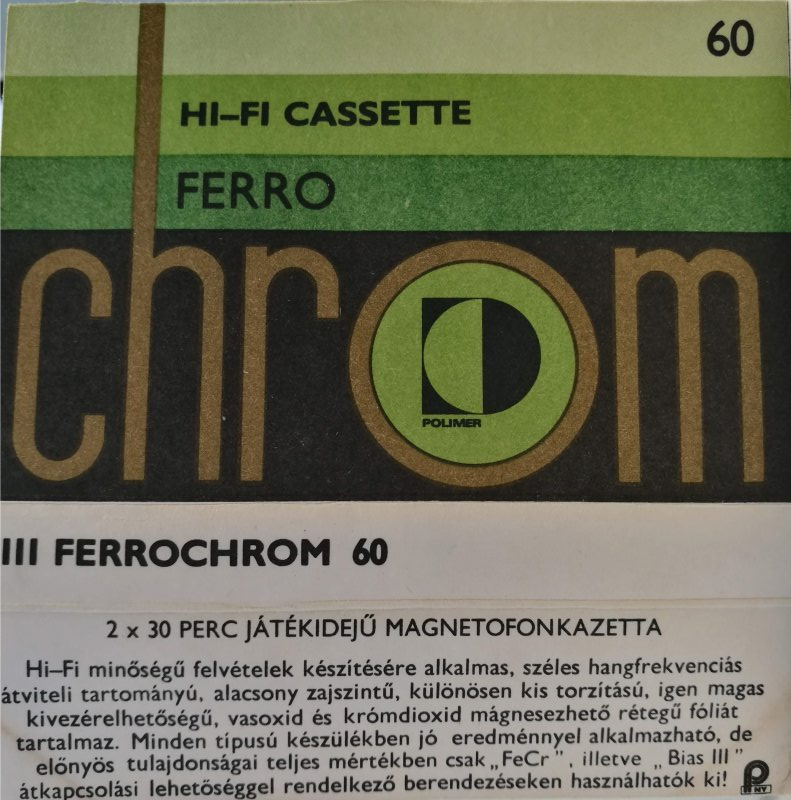 60
HI–FI CASSETTE
FERRO
chrom
POLIMER
III FERROCHROM 60
2 x 30 PERC JÁTÉKIDEJŰ MAGNETOFONKAZETTA
Hi–Fi minőségű felvételek készítésére alkalmas, széles hangfrekvenciás
átviteli tartományú, alacsony zajszintű, különösen kis torzítású, igen magas
kivezérelhetőségű, vasoxid és krómdioxid mágnesezhető rétegű fóliát
tartalmaz. Minden típusú készülékben jó eredménnyel alkalmazható, de
előnyös tulajdonságai teljes mértékben csak „FeCr", illetve „Bias III"
átkapcsolási lehetőséggel rendelkező berendezéseken használhatók ki!
NY